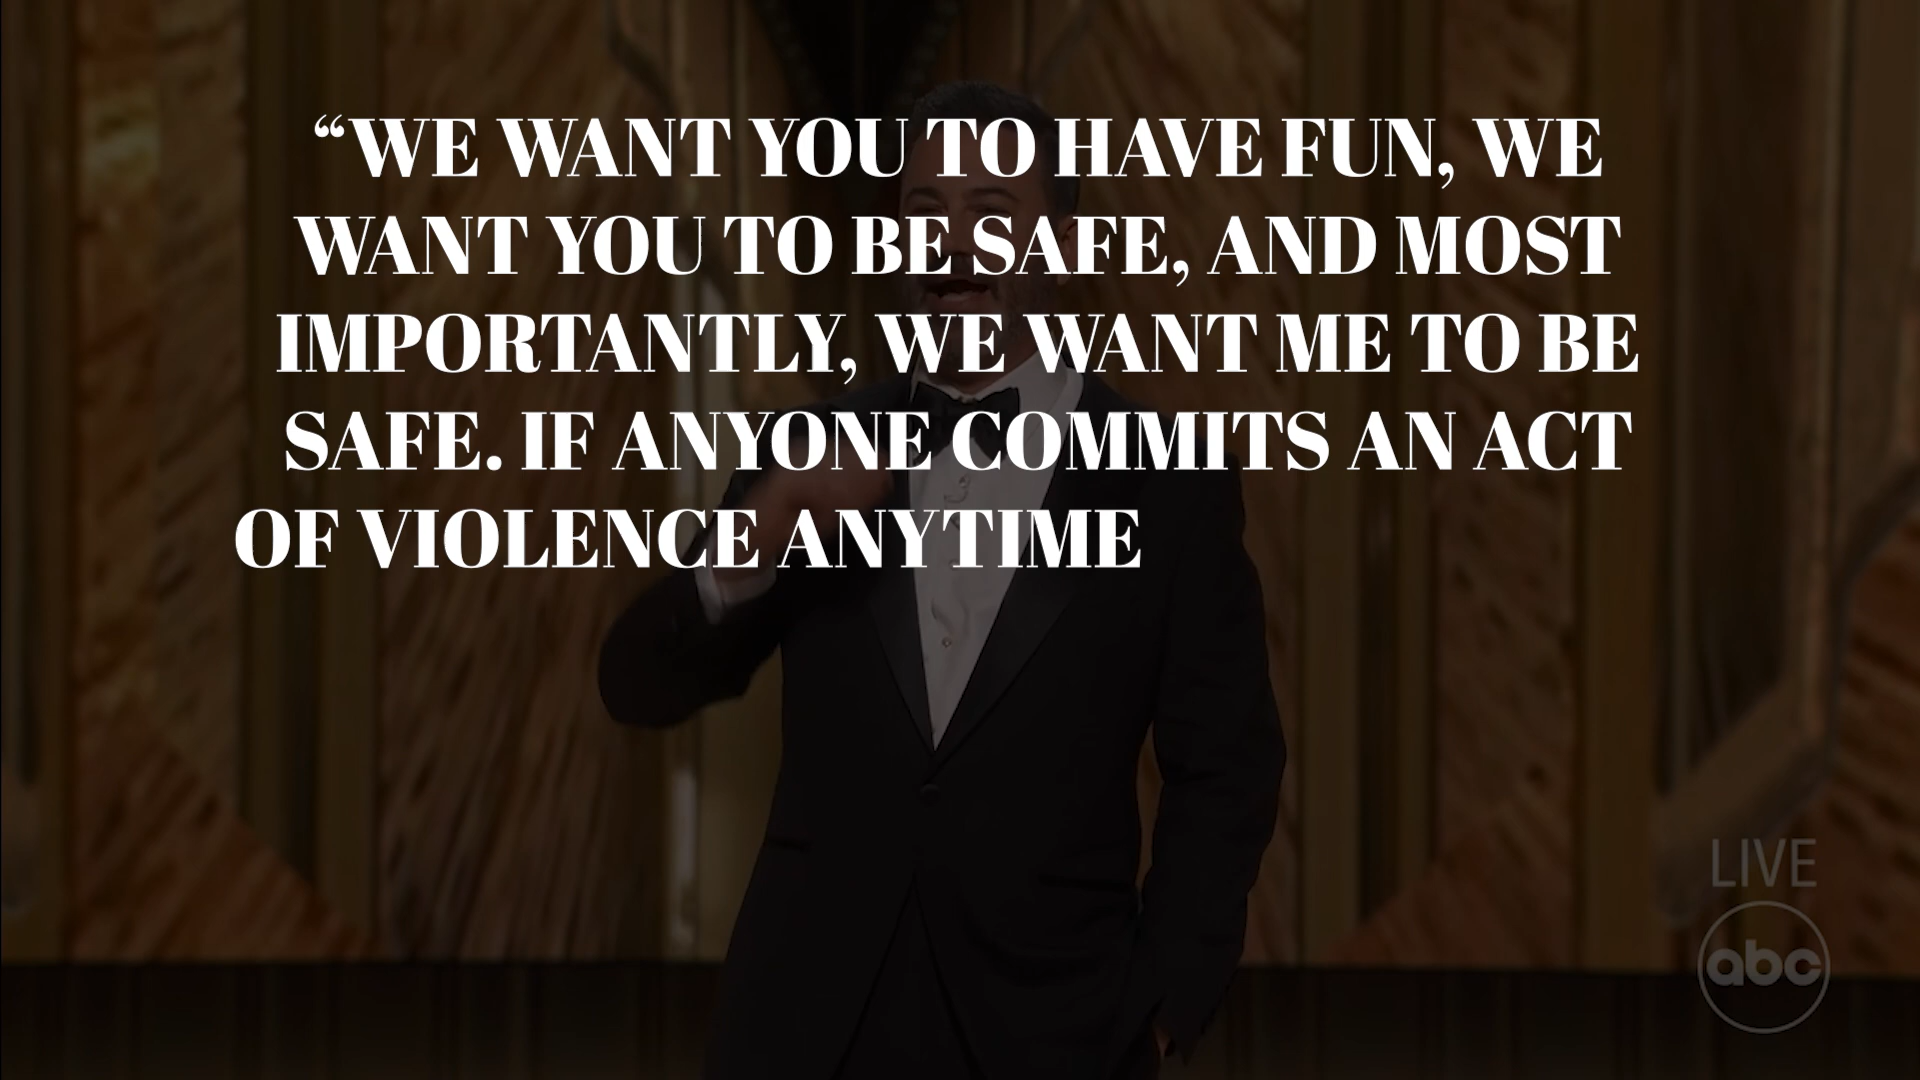 “WE WANT YOU TO HAVE FUN, WE
WANT YOU TO BE SAFE, AND MOST
IMPORTANTLY, WE WANT ME TO BE
SAFE. IF ANYONE COMMITS AN ACT
OF VIOLENCE ANYTIME
LIVE
abc